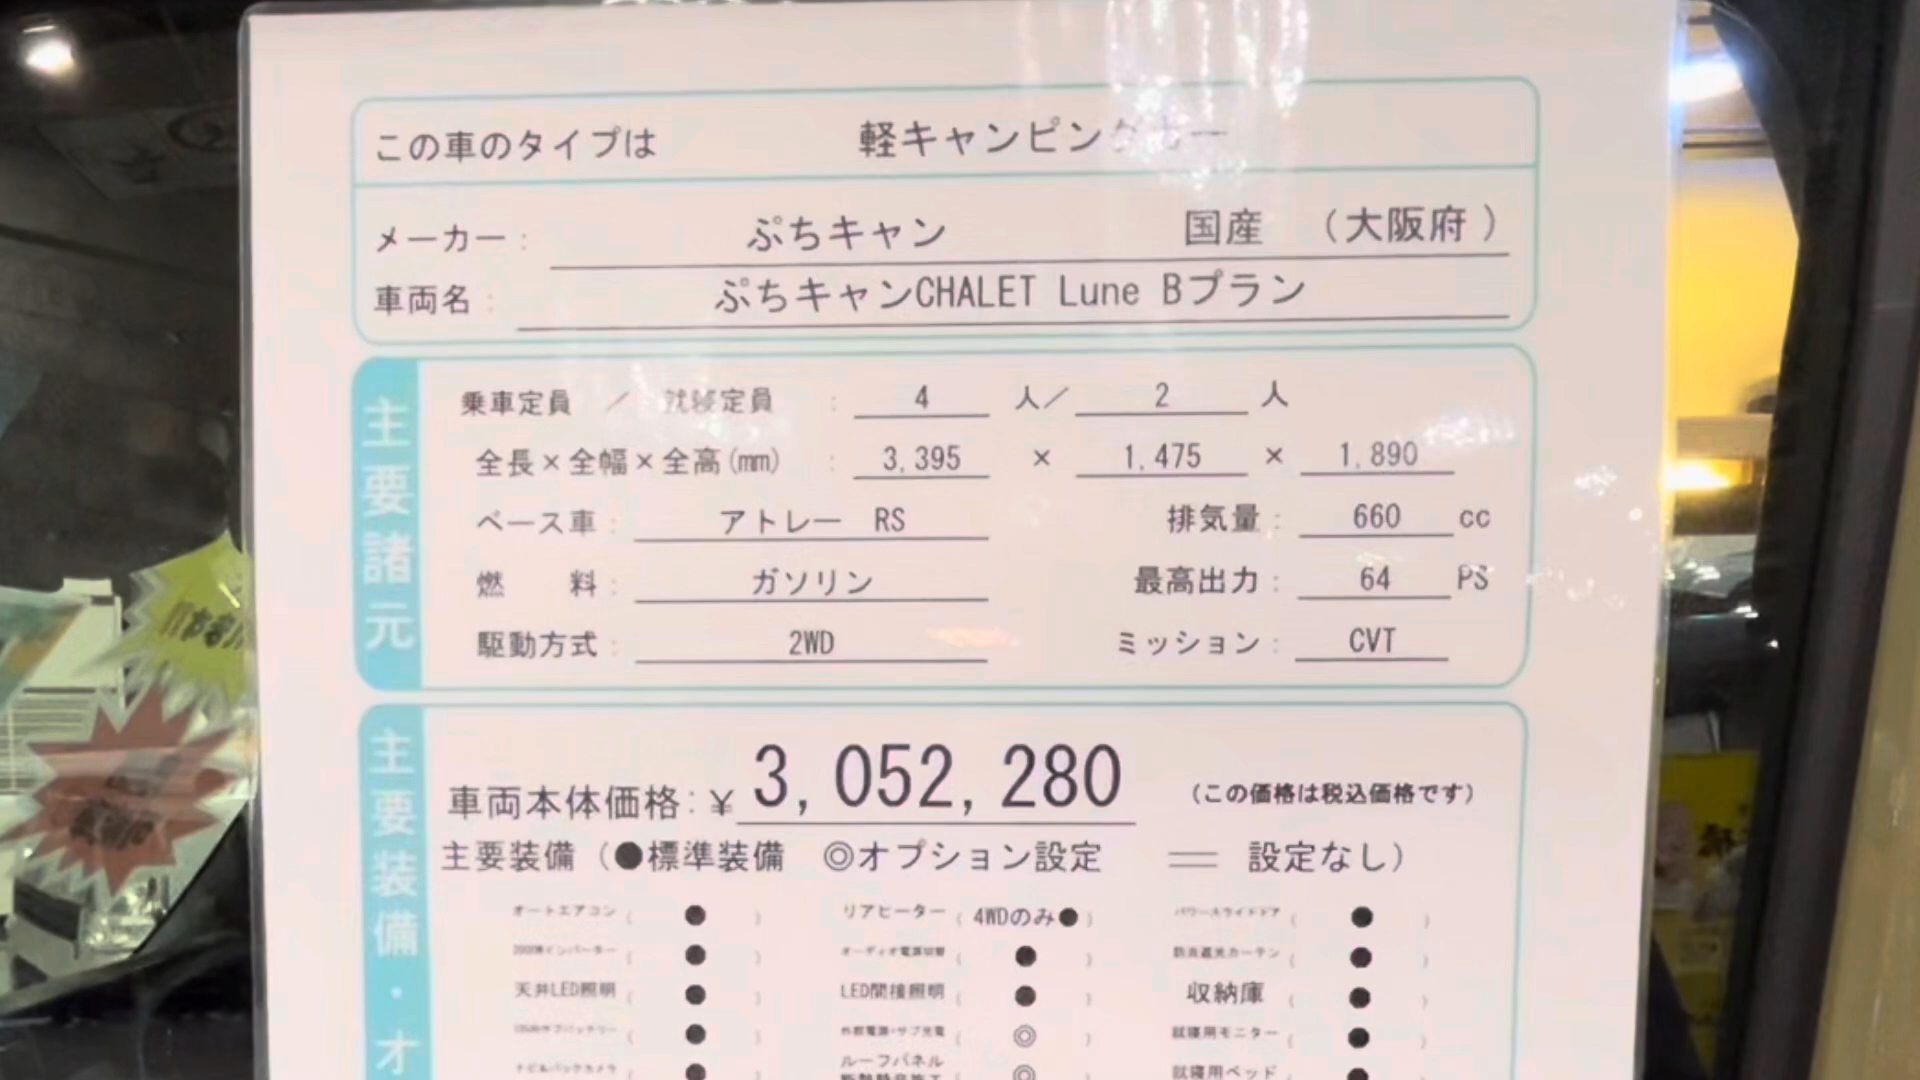 この車のタイプは 軽キャンピングカー
メーカー： ぷちキャン 国産 （大阪府）
車両名： ぷちキャンCHALET Lune Bプラン
主要諸元
乗車定員 ／ 就寝定員 ： 4 人／ 2 人
全長×全幅×全高(mm) ： 3,395 × 1,475 × 1,890
ベース車： アトレー RS 排気量： 660 cc
燃 料： ガソリン 最高出力： 64 PS
駆動方式： 2WD ミッション： CVT
主要装備・オ
車両本体価格：¥ 3,052,280 （この価格は税込価格です）
主要装備（●標準装備 ◎オプション設定 ＝ 設定なし）
オートエアコン（ ● ） リアヒーター（ 4WDのみ● ） パワースライドドア（ ● ）
インバーター（ ● ） オーディオ電源切替（ ● ） 防炎遮光カーテン（ ● ）
天井LED照明（ ● ） LED間接照明（ ● ） 収納庫（ ● ）
サブバッテリー（ ● ） 外部電源・サブ充電（ ◎ ） 就寝用モニター（ ● ）
ナビ&バックカメラ（ ● ） ルーフパネル（ ◎ ） 就寝用ベッド（ ● ）